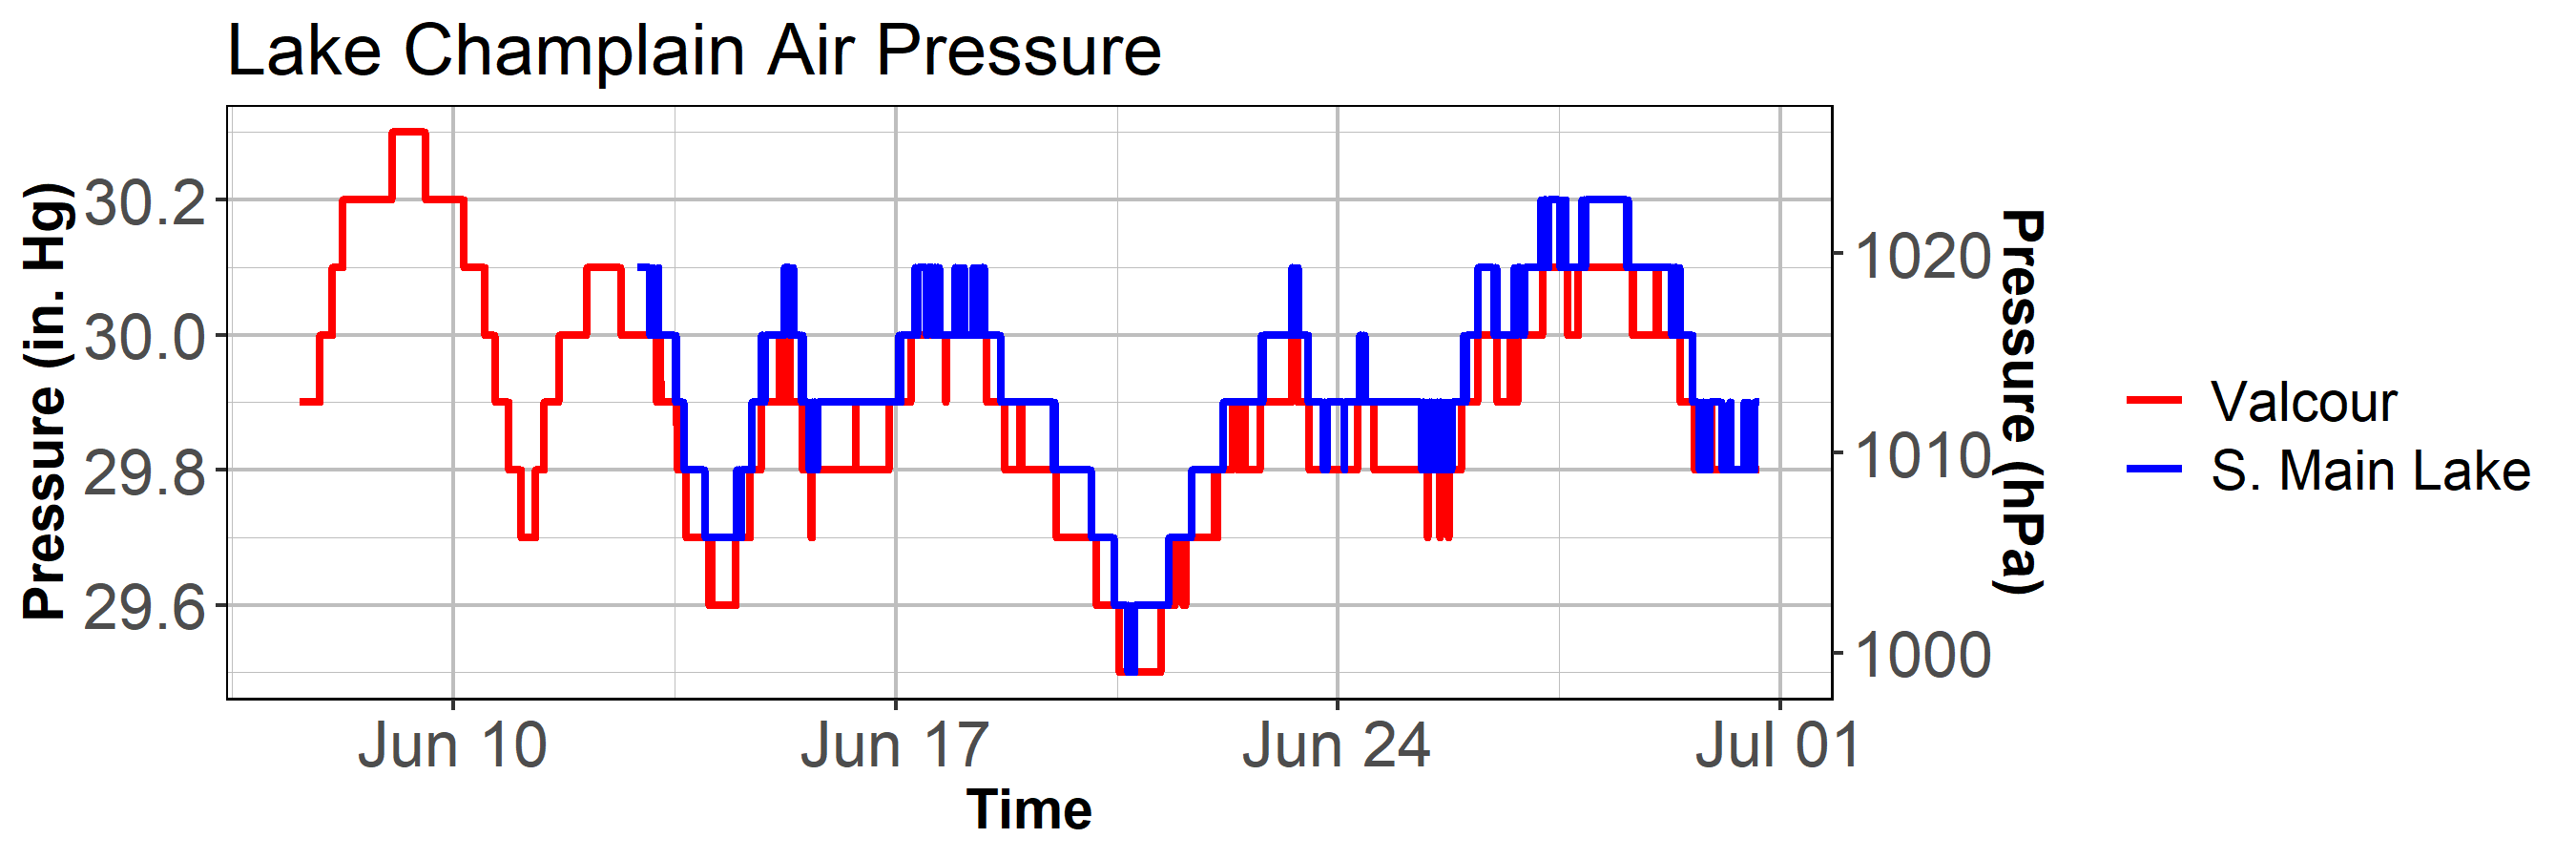 Lake Champlain Air Pressure
Pressure (in. Hg)
30.2
30.0
29.8
29.6
1020
1010
1000
Pressure (hPa)
Jun 10
Jun 17
Jun 24
Jul 01
Time
Valcour
S. Main Lake